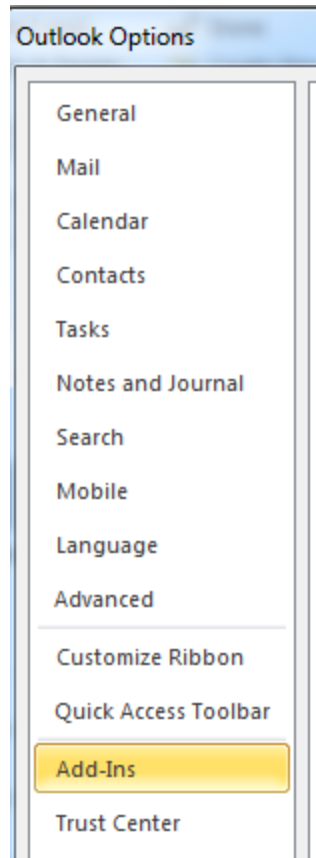 Outlook Options
General
Mail
Calendar
Contacts
Tasks
Notes and Journal
Search
Mobile
Language
Advanced
Customize Ribbon
Quick Access Toolbar
Add-Ins
Trust Center